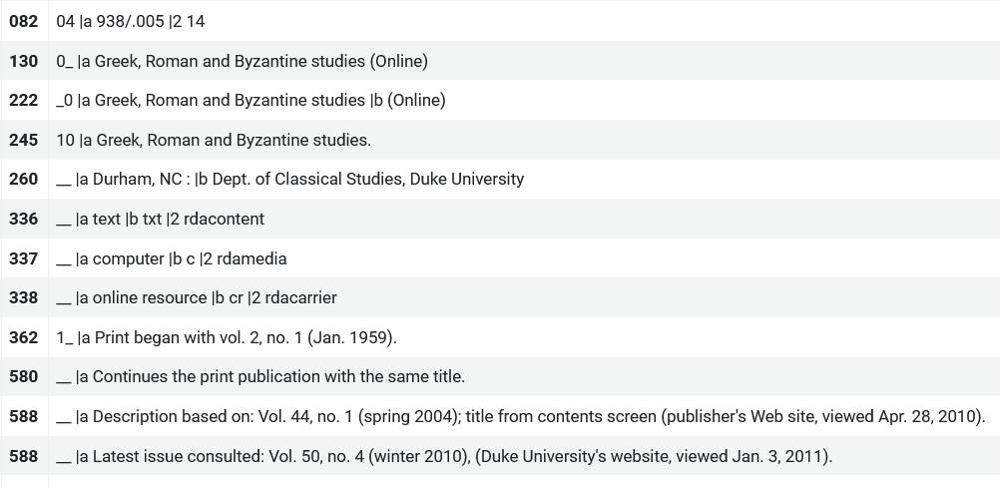 082 04 |a 938/.005 |2 14
130 0_ |a Greek, Roman and Byzantine studies (Online)
222 _0 |a Greek, Roman and Byzantine studies |b (Online)
245 10 |a Greek, Roman and Byzantine studies.
260 __ |a Durham, NC : |b Dept. of Classical Studies, Duke University
336 __ |a text |b txt |2 rdacontent
337 __ |a computer |b c |2 rdamedia
338 __ |a online resource |b cr |2 rdacarrier
362 1_ |a Print began with vol. 2, no. 1 (Jan. 1959).
580 __ |a Continues the print publication with the same title.
588 __ |a Description based on: Vol. 44, no. 1 (spring 2004); title from contents screen (publisher's Web site, viewed Apr. 28, 2010).
588 __ |a Latest issue consulted: Vol. 50, no. 4 (winter 2010), (Duke University's website, viewed Jan. 3, 2011).